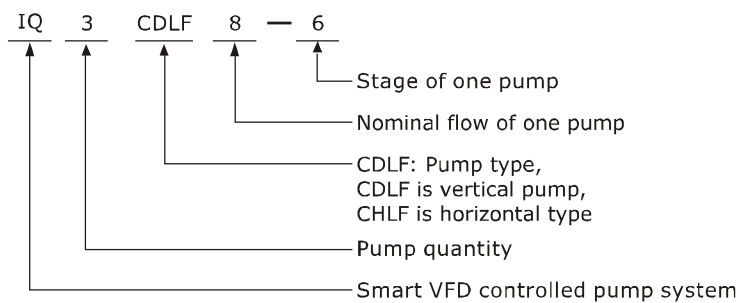 IQ 3 CDLF 8 — 6
Stage of one pump
Nominal flow of one pump
CDLF: Pump type,
CDLF is vertical pump,
CHLF is horizontal type
Pump quantity
Smart VFD controlled pump system